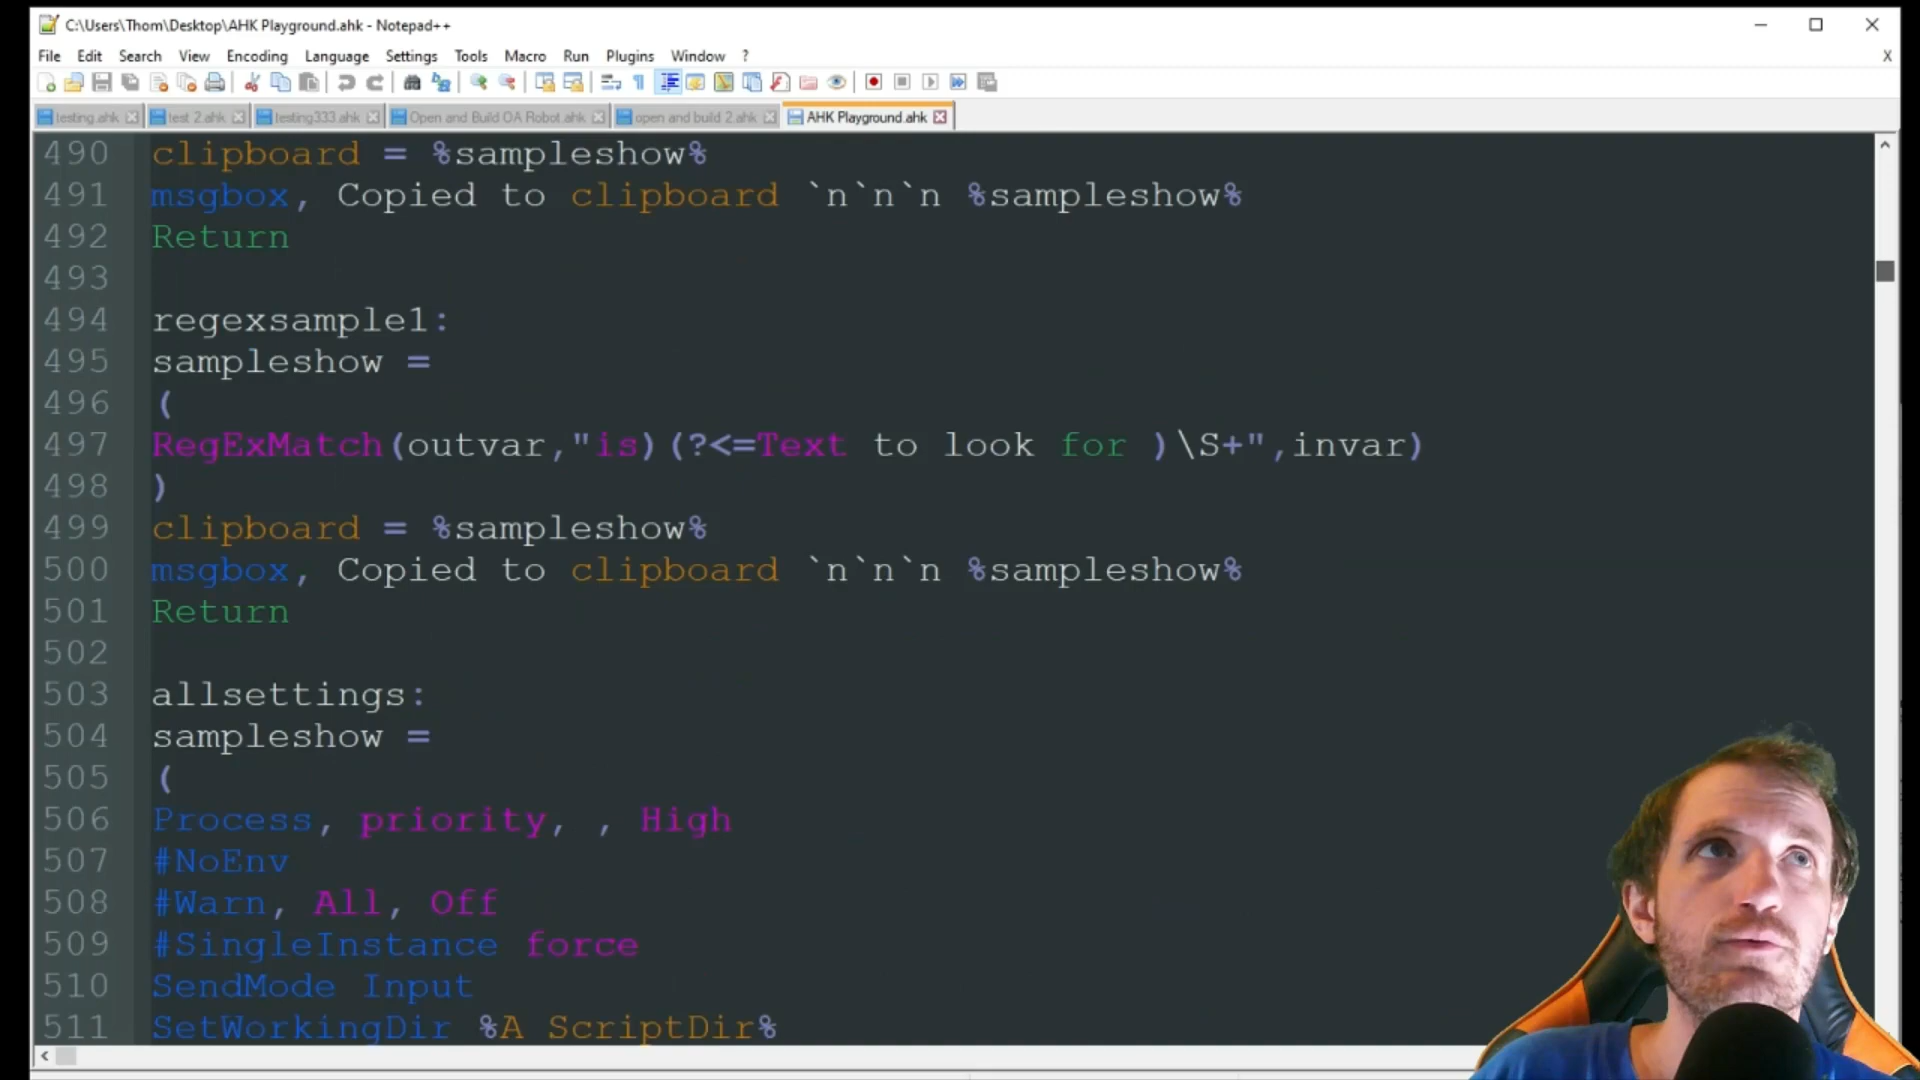 C:\Users\Thom\Desktop\AHK Playground.ahk - Notepad++
File Edit Search View Encoding Language Settings Tools Macro Run Plugins Window ? X
testing.ahk test 2.ahk testing333.ahk Open and Build OA Robot.ahk open and build 2.ahk AHK Playground.ahk
490 clipboard = %sampleshow%
491 msgbox, Copied to clipboard `n`n`n %sampleshow%
492 Return
493
494 regexsample1:
495 sampleshow =
496 (
497 RegExMatch(outvar,"is)(?<=Text to look for )\S+",invar)
498 )
499 clipboard = %sampleshow%
500 msgbox, Copied to clipboard `n`n`n %sampleshow%
501 Return
502
503 allsettings:
504 sampleshow =
505 (
506 Process, priority, , High
507 #NoEnv
508 #Warn, All, Off
509 #SingleInstance force
510 SendMode Input
511 SetWorkingDir %A_ScriptDir%